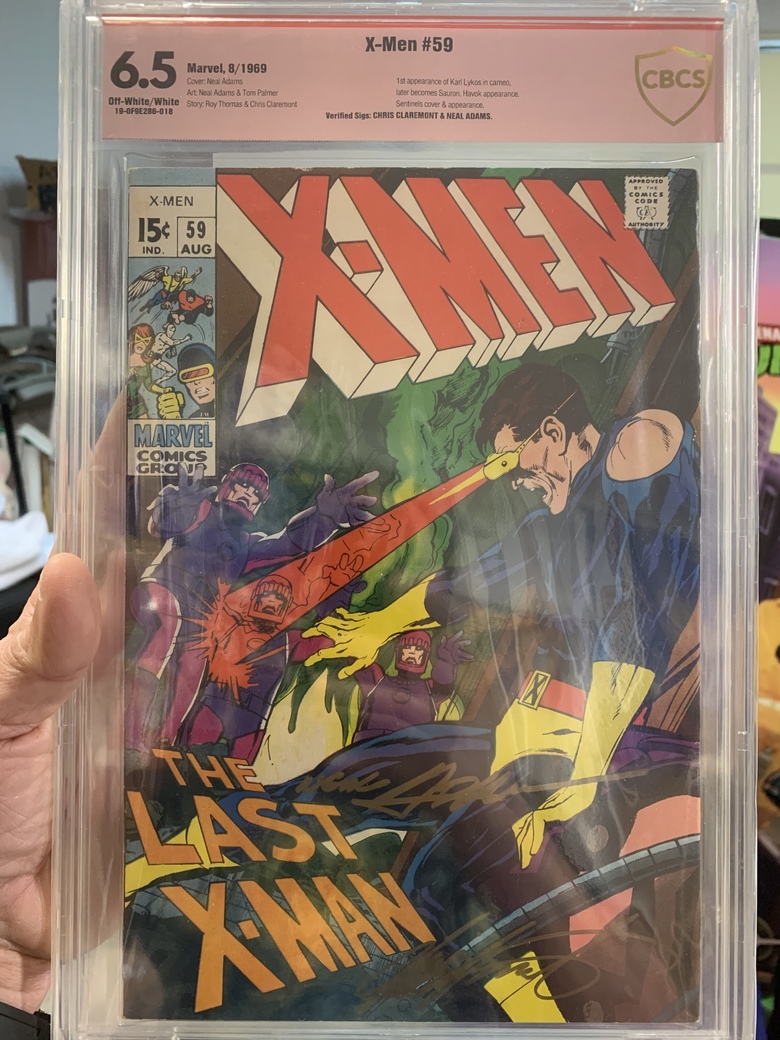 X-Men #59
6.5
Off-White/White
19-0F9E286-018
Marvel, 8/1969
Cover: Neal Adams
Art: Neal Adams & Tom Palmer
Story: Roy Thomas & Chris Claremont
1st appearance of Karl Lykos in cameo,
later becomes Sauron. Havok appearance.
Sentinels cover & appearance.
Verified Sigs: CHRIS CLAREMONT & NEAL ADAMS.
CBCS
X-MEN
15¢
IND.
59
AUG
MARVEL
COMICS
GROUP
X-MEN
APPROVED
BY THE
COMICS
CODE
AUTHORITY
X
THE
LAST
X-MAN
Neal Adams